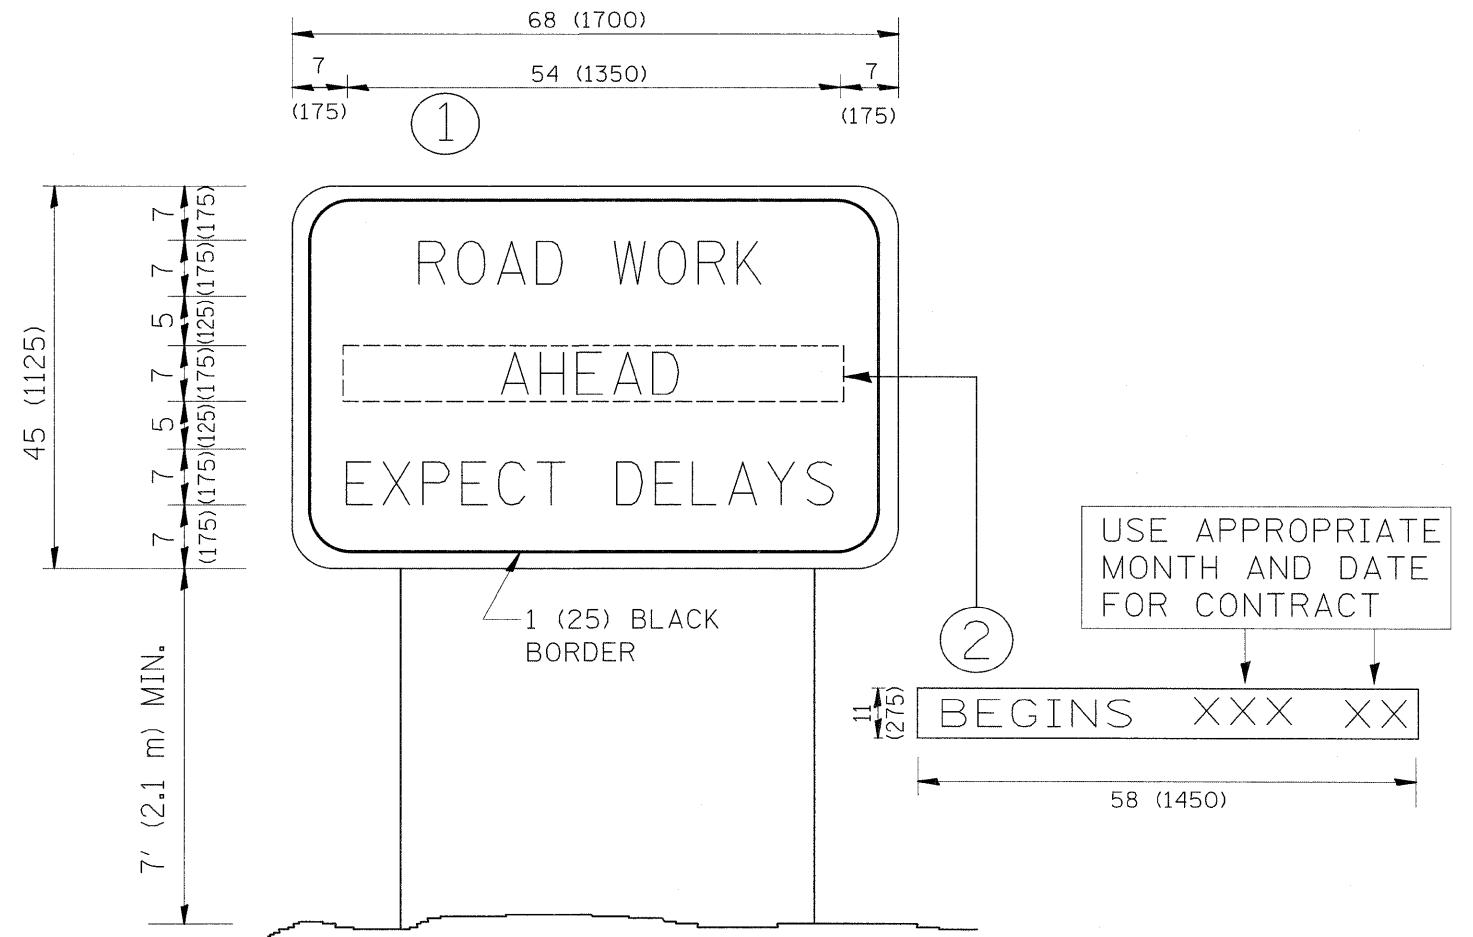 68 (1700)
7
54 (1350)
7
(175)
(175)
1
7
(175)
7
(175)
5
(125)
7
(175)
5
(125)
7
(175)
7
(175)
45 (1125)
ROAD WORK
AHEAD
EXPECT DELAYS
1 (25) BLACK
BORDER
7' (2.1 m) MIN.
2
USE APPROPRIATE
MONTH AND DATE
FOR CONTRACT
11
(275)
BEGINS XXX XX
58 (1450)